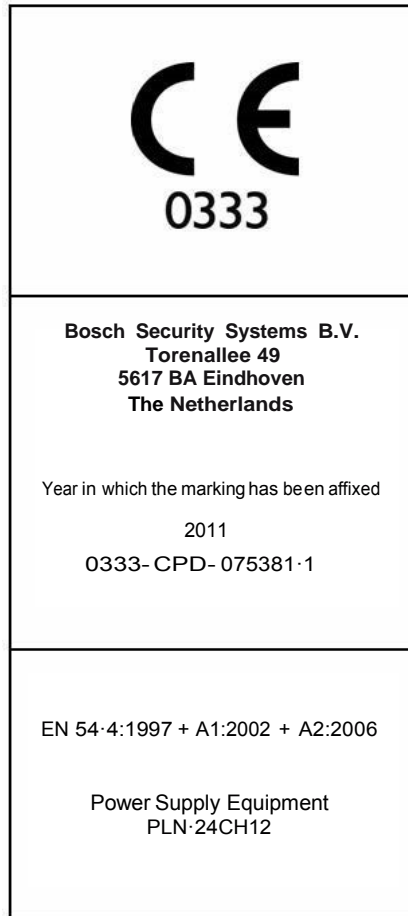 CE
0333
Bosch Security Systems B.V.
Torenallee 49
5617 BA Eindhoven
The Netherlands
Year in which the marking has been affixed
2011
0333-CPD-075381·1
EN 54·4:1997 + A1:2002 + A2:2006
Power Supply Equipment
PLN·24CH12